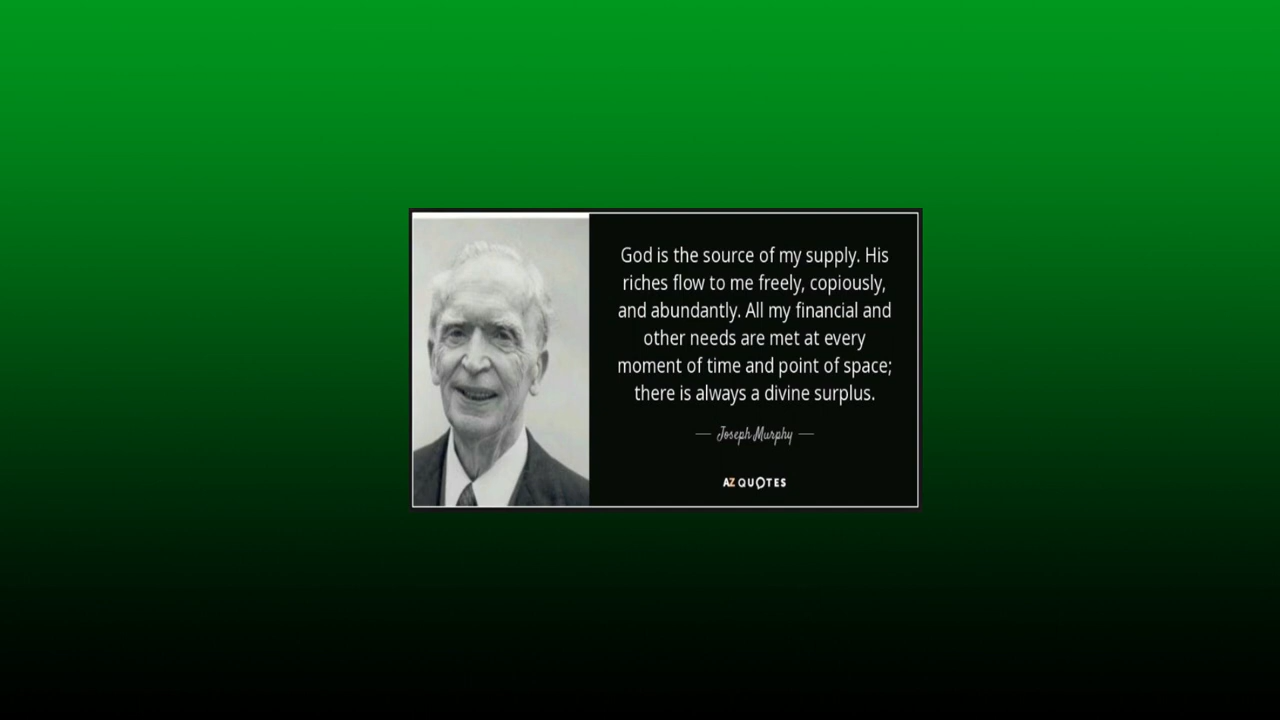 God is the source of my supply. His
riches flow to me freely, copiously,
and abundantly. All my financial and
other needs are met at every
moment of time and point of space;
there is always a divine surplus.
— Joseph Murphy —
AZ QUOTES